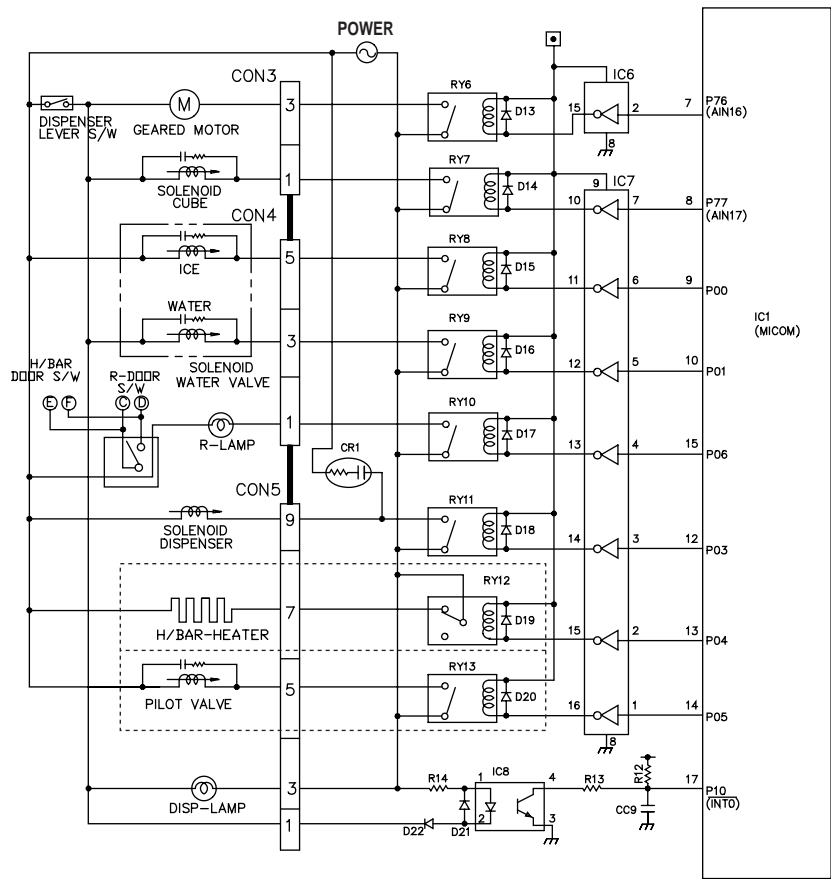 POWER
CON3
RY6
IC6
3
M
D13
15
2
7
P76
(AIN16)
DISPENSER
LEVER S/W
GEARED MOTOR
8
RY7
9
IC7
1
D14
10
7
8
P77
(AIN17)
SOLENOID
CUBE
CON4
RY8
5
ICE
D15
11
6
9
P00
WATER
RY9
IC1
(MICOM)
3
D16
12
5
10
P01
H/BAR
DOOR S/W
R-DOOR
S/W
SOLENOID
WATER VALVE
E F C D
RY10
1
R-LAMP
D17
13
4
15
P06
CR1
CON5
RY11
9
SOLENOID
DISPENSER
D18
14
3
12
P03
RY12
7
H/BAR-HEATER
D19
15
2
13
P04
RY13
5
PILOT VALVE
D20
16
1
14
P05
8
R14
1
IC8
4
R13
R12
17
P10
(INT0)
3
DISP-LAMP
2
3
CC9
1
D22
D21